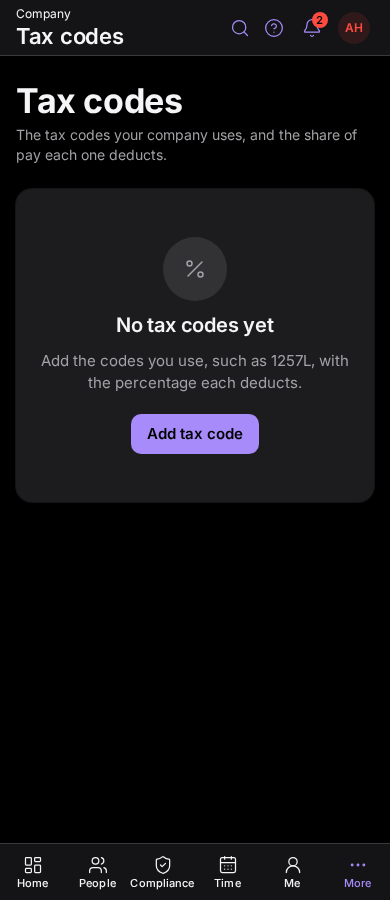 Company
Tax codes
2
AH
Tax codes
The tax codes your company uses, and the share of
pay each one deducts.
No tax codes yet
Add the codes you use, such as 1257L, with
the percentage each deducts.
Add tax code
Home
People
Compliance
Time
Me
More